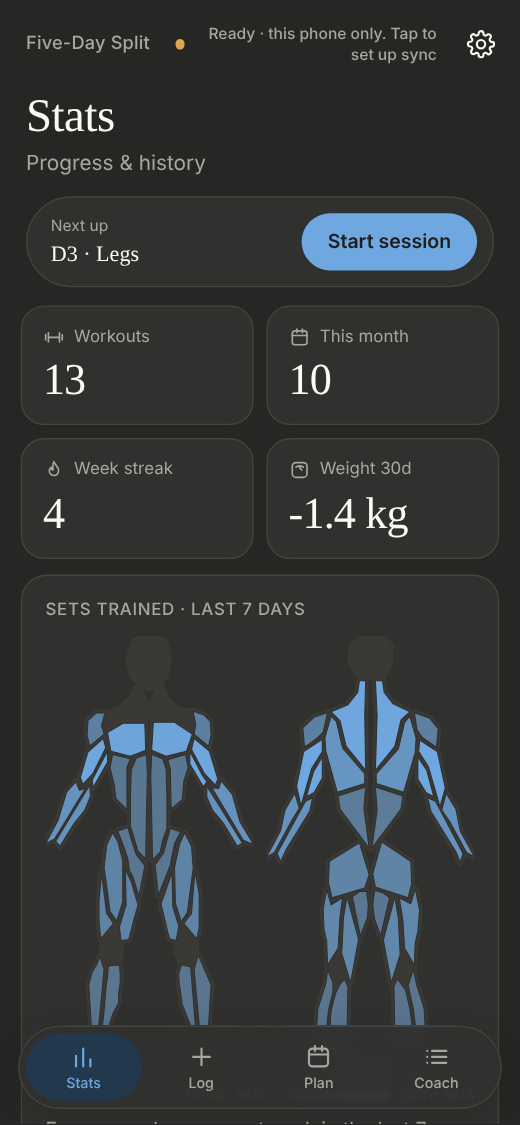 Five-Day Split
Ready · this phone only. Tap to
set up sync
Stats
Progress & history
Next up
D3 · Legs
Start session
Workouts
13
This month
10
Week streak
4
Weight 30d
-1.4 kg
SETS TRAINED · LAST 7 DAYS
Stats
Log
Plan
Coach